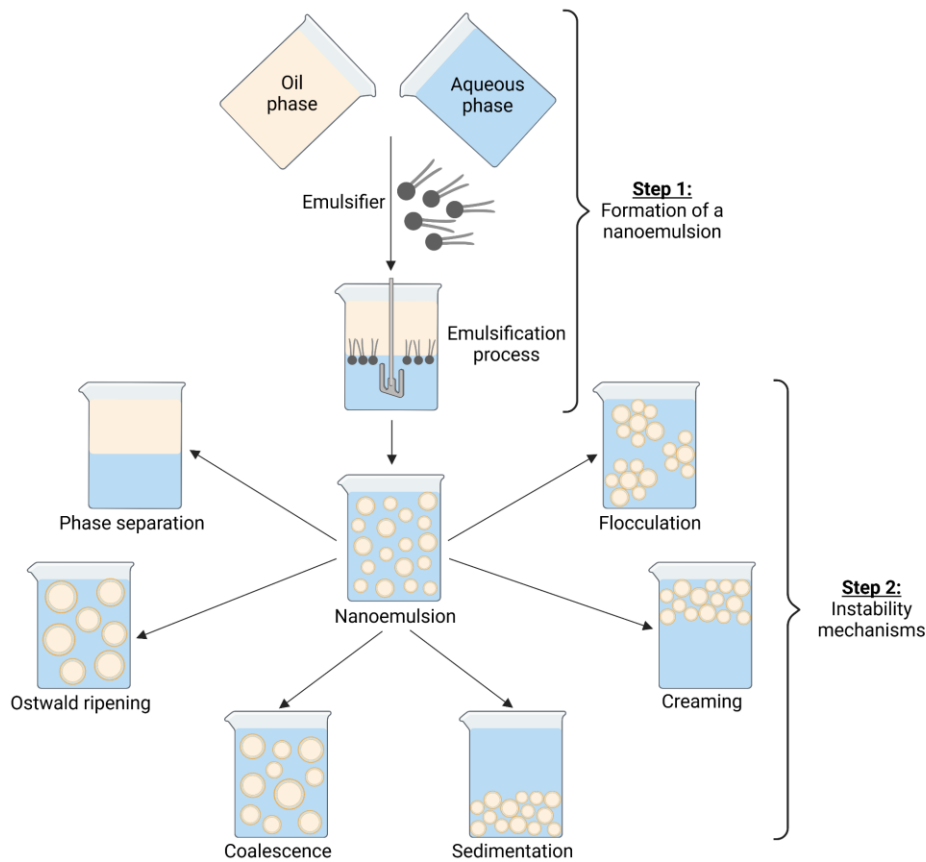 Oil
phase
Aqueous
phase
Emulsifier
Step 1:
Formation of a
nanoemulsion
Emulsification
process
Phase separation
Flocculation
Nanoemulsion
Step 2:
Instability
mechanisms
Ostwald ripening
Creaming
Coalescence
Sedimentation